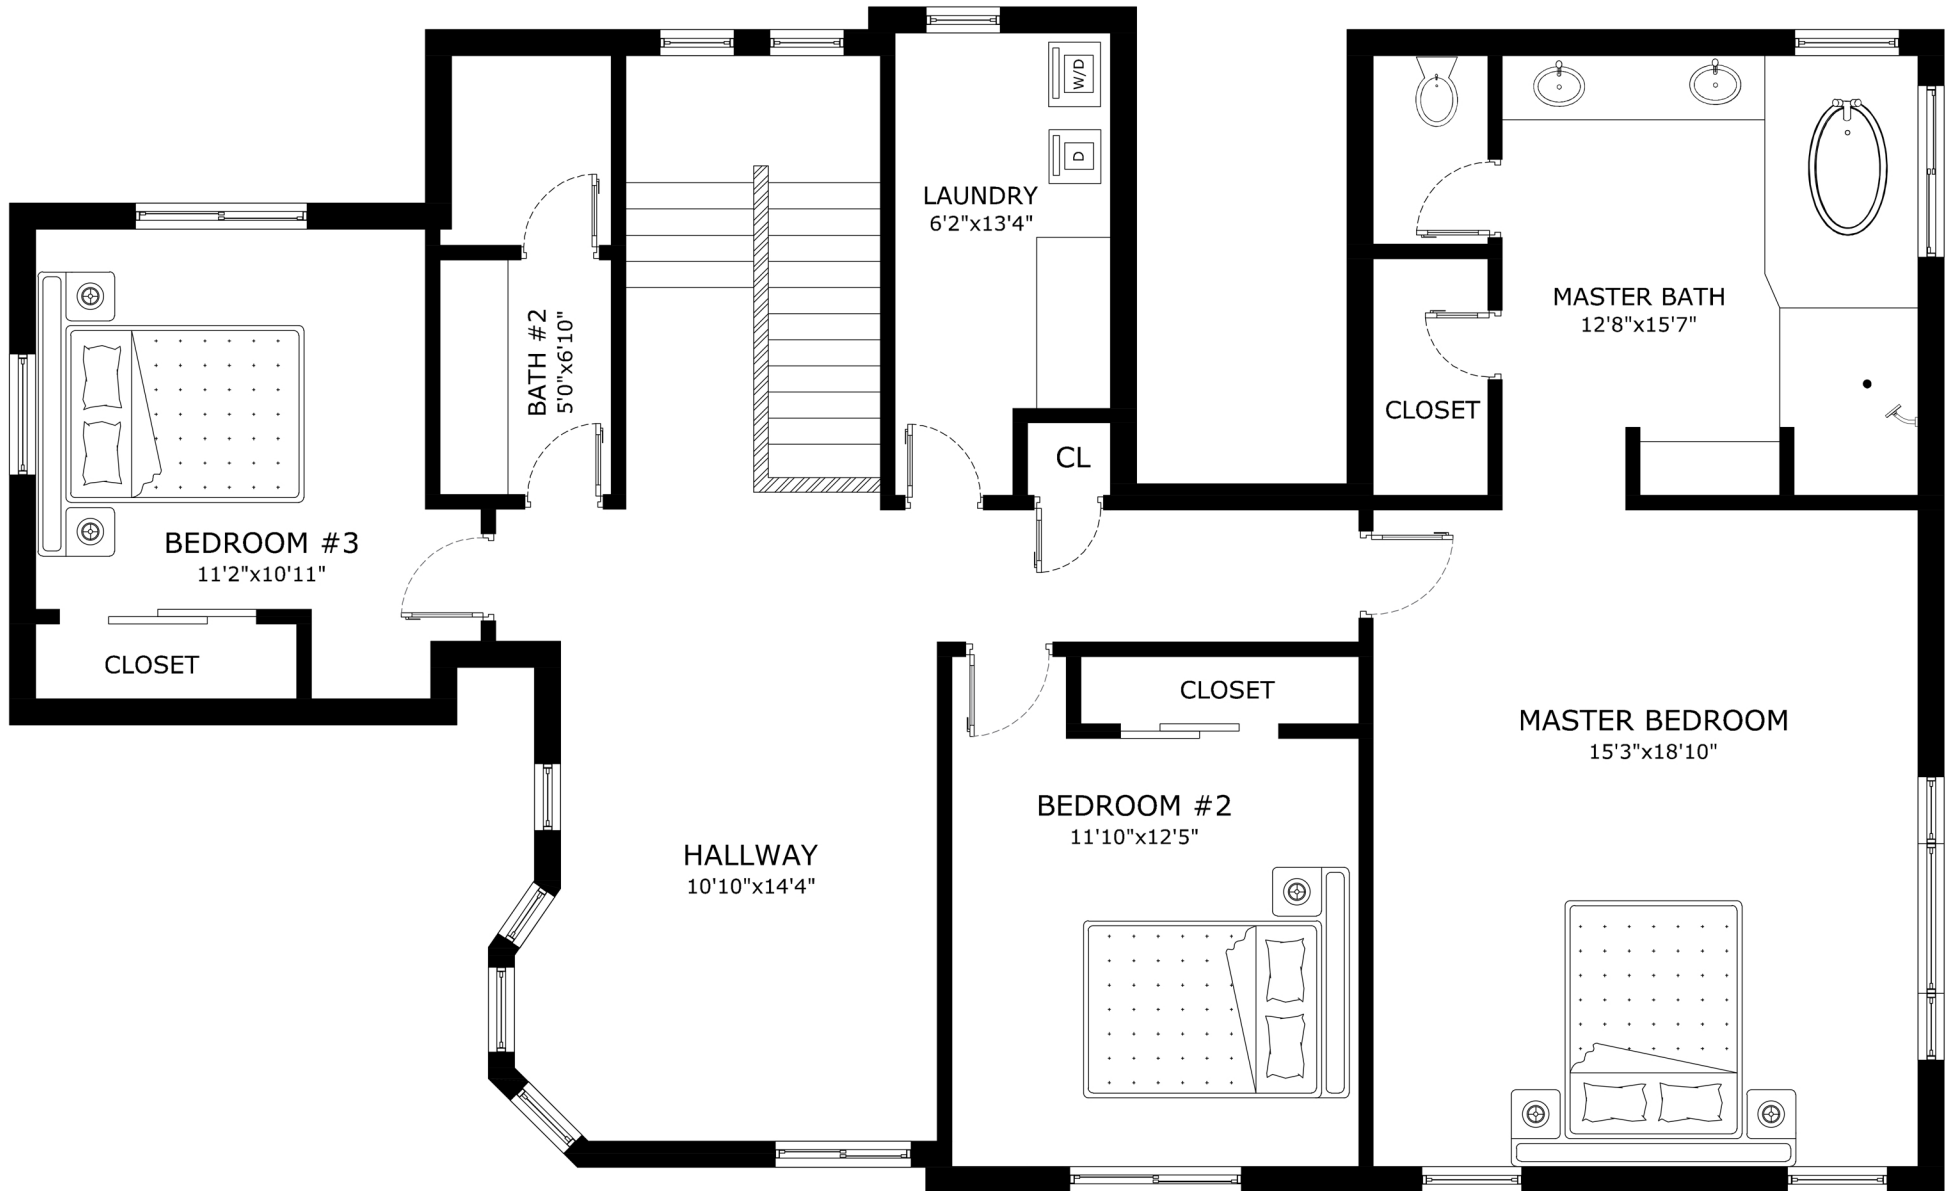 W/D
D
LAUNDRY
6'2"x13'4"
MASTER BATH
12'8"x15'7"
BATH #2
5'0"x6'10"
CLOSET
CL
BEDROOM #3
11'2"x10'11"
CLOSET
CLOSET
MASTER BEDROOM
15'3"x18'10"
BEDROOM #2
11'10"x12'5"
HALLWAY
10'10"x14'4"